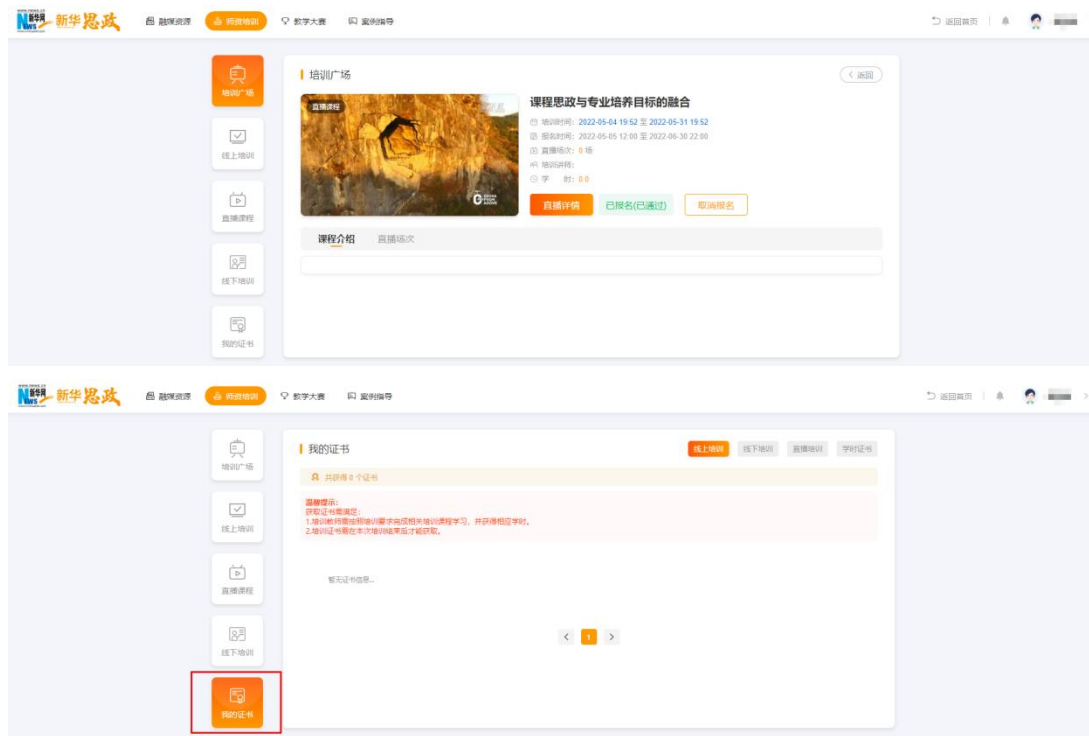 www.news.cn
新华网 NEWS 新华思政 融媒资源 师资培训 教学大赛 案例指导 返回首页
培训广场
线上培训
直播课程
线下培训
我的证书
培训广场 < 返回
直播课程
课程思政与专业培养目标的融合
培训时间: 2022-05-04 19:52 至 2022-05-31 19:52
报名时间: 2022-05-05 12:00 至 2022-06-30 22:00
直播场次: 0 场
培训讲师:
学 时: 0.0
直播详情 已报名(已通过) 取消报名
课程介绍 直播场次
新华网 NEWS 新华思政 融媒资源 师资培训 教学大赛 案例指导 返回首页
培训广场
线上培训
直播课程
线下培训
我的证书
我的证书 线上培训 线下培训 直播培训 学时证书
共获得 0 个证书
温馨提示:
获取证书需满足:
1.培训教师需按照培训要求完成相关培训课程学习，并获得相应学时。
2.培训证书需在本次培训结束后才能获取。
暂无证书信息...
< 1 >